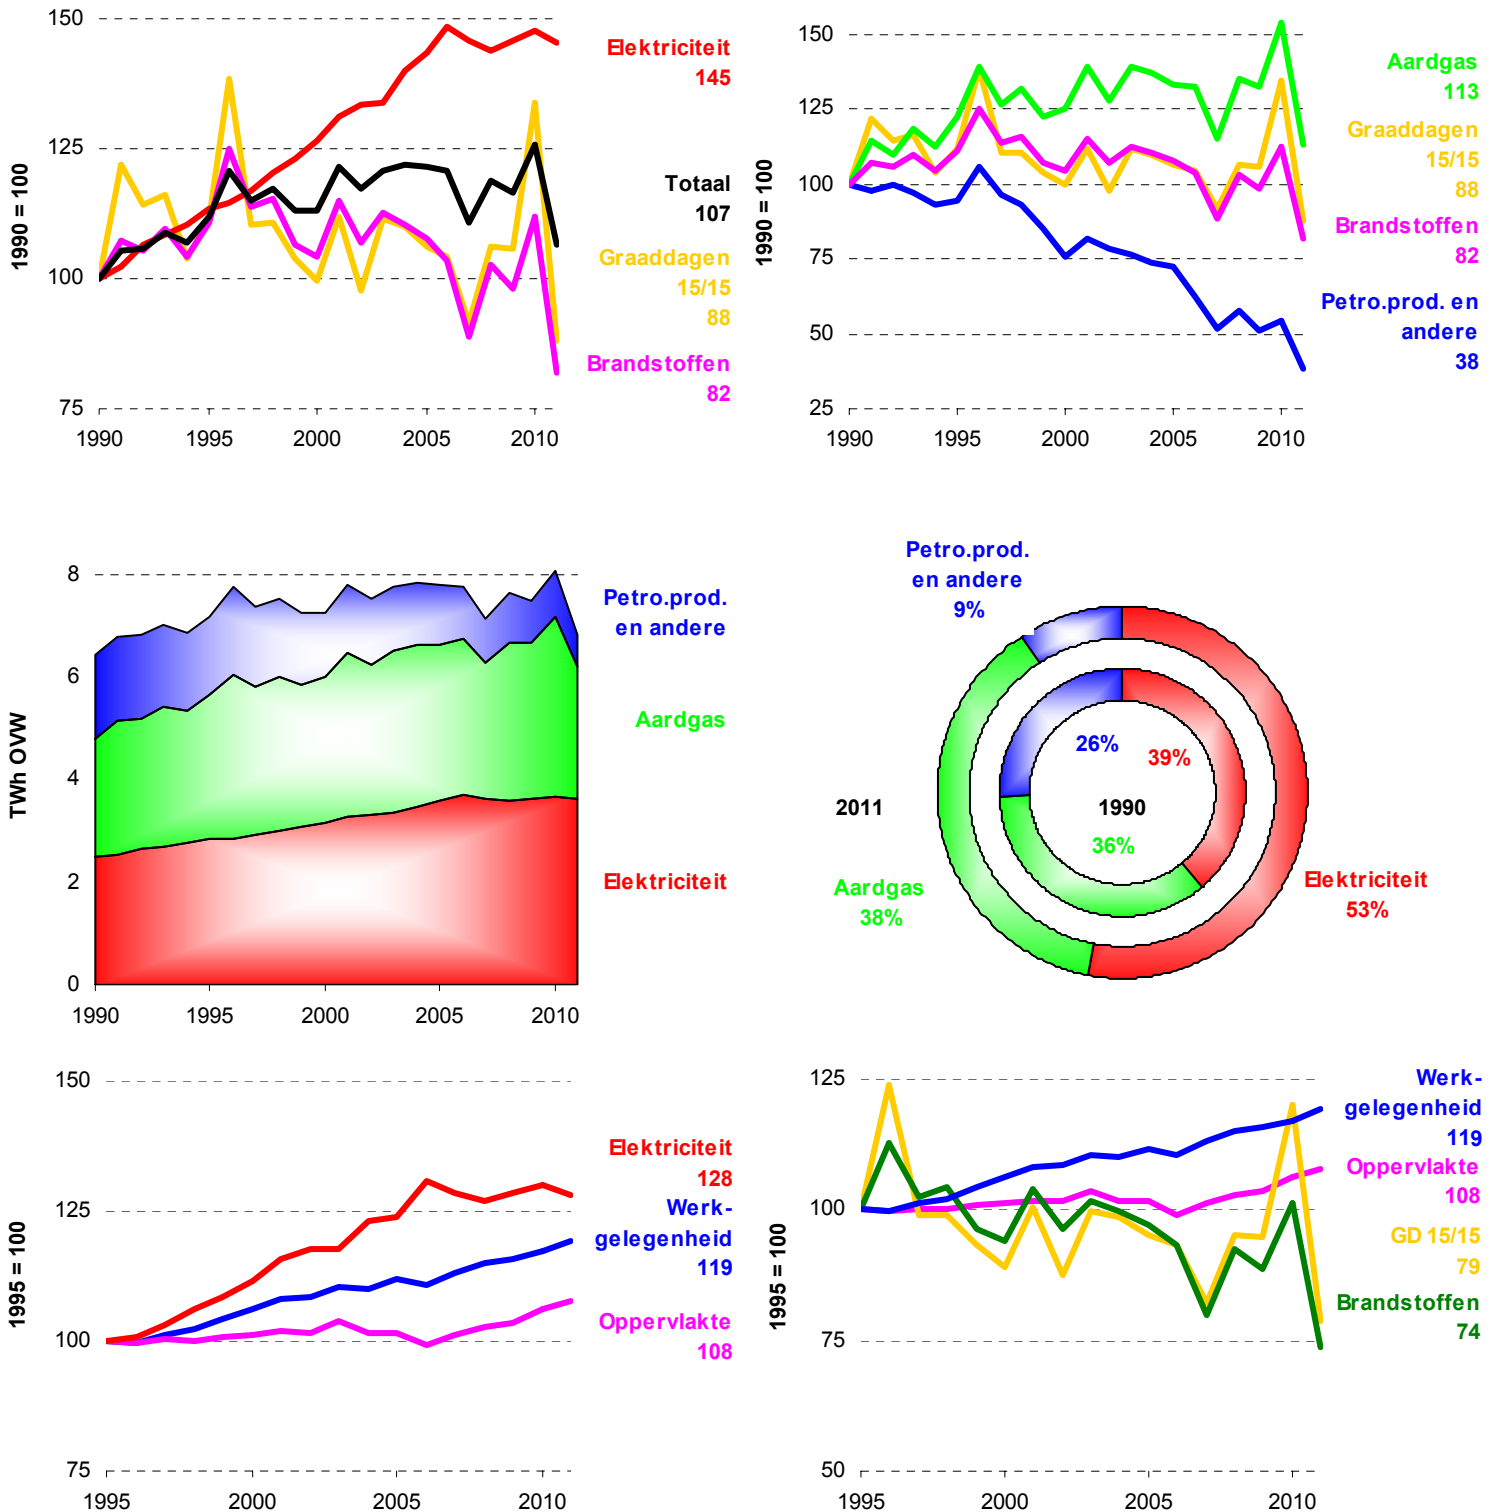 150
125
100
75
1990 = 100
1990
1995
2000
2005
2010
Elektriciteit
145
Totaal
107
Graaddagen
15/15
88
Brandstoffen
82
150
125
100
75
50
25
1990 = 100
1990
1995
2000
2005
2010
Aardgas
113
Graaddagen
15/15
88
Brandstoffen
82
Petro.prod. en
andere
38
8
6
4
2
0
TWh OVW
1990
1995
2000
2005
2010
Petro.prod.
en andere
Aardgas
Elektriciteit
Petro.prod.
en andere
9%
26%
39%
2011
1990
36%
Aardgas
38%
Elektriciteit
53%
150
125
100
75
1995 = 100
1995
2000
2005
2010
Elektriciteit
128
Werk-
gelegenheid
119
Oppervlakte
108
125
100
75
50
1995 = 100
1995
2000
2005
2010
Werk-
gelegenheid
119
Oppervlakte
108
GD 15/15
79
Brandstoffen
74